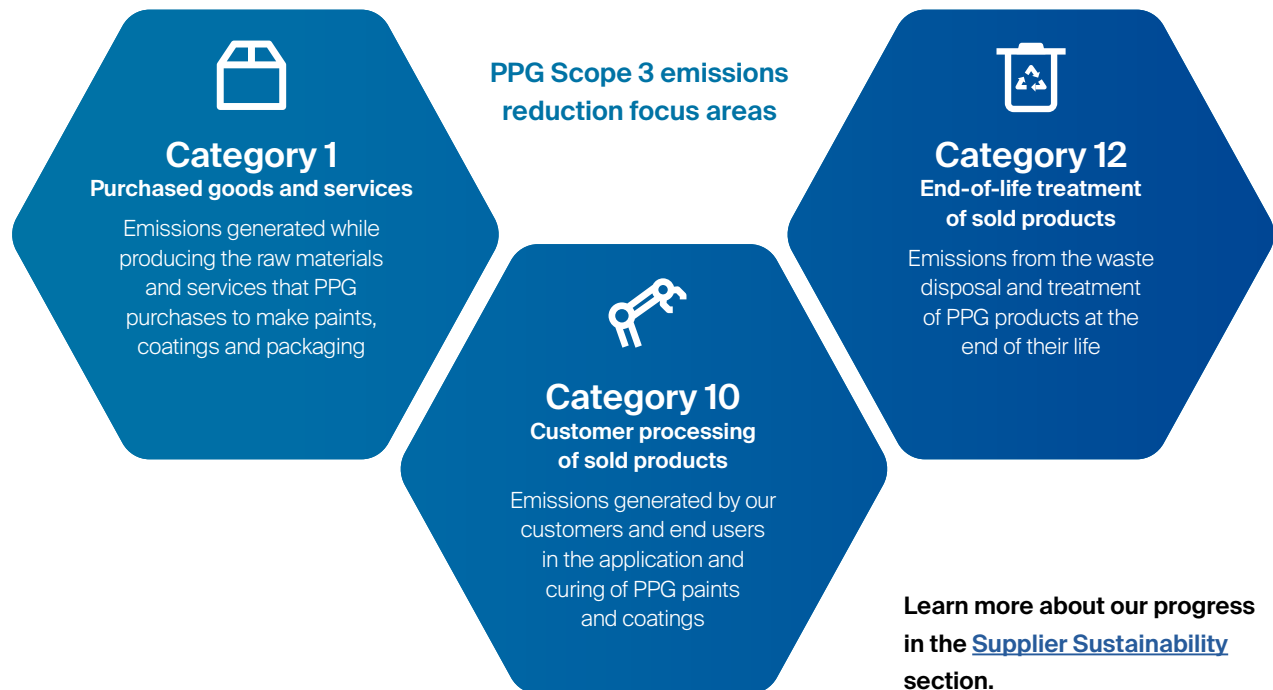 PPG Scope 3 emissions
reduction focus areas
Category 1
Purchased goods and services
Emissions generated while
producing the raw materials
and services that PPG
purchases to make paints,
coatings and packaging
Category 10
Customer processing
of sold products
Emissions generated by our
customers and end users
in the application and
curing of PPG paints
and coatings
Category 12
End-of-life treatment
of sold products
Emissions from the waste
disposal and treatment
of PPG products at the
end of their life
Learn more about our progress
in the Supplier Sustainability
section.